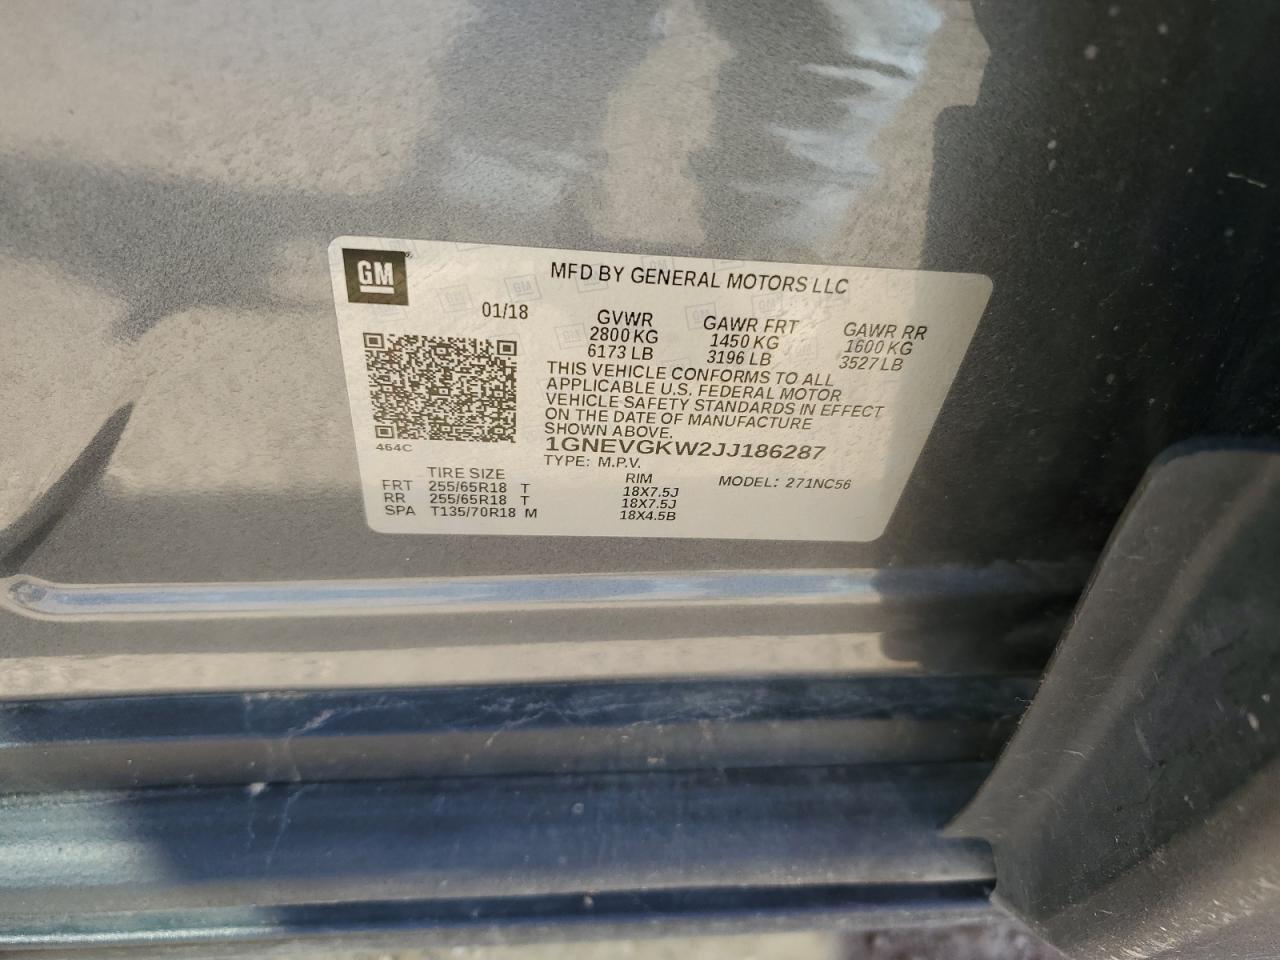 GM
MFD BY GENERAL MOTORS LLC
01/18
GVWR GAWR FRT GAWR RR
2800 KG 1450 KG 1600 KG
6173 LB 3196 LB 3527 LB
THIS VEHICLE CONFORMS TO ALL
APPLICABLE U.S. FEDERAL MOTOR
VEHICLE SAFETY STANDARDS IN EFFECT
ON THE DATE OF MANUFACTURE
SHOWN ABOVE.
464C
1GNEVGKW2JJ186287
TYPE: M.P.V.
MODEL: 271NC56
TIRE SIZE RIM
FRT 255/65R18 T 18X7.5J
RR 255/65R18 T 18X7.5J
SPA T135/70R18 M 18X4.5B